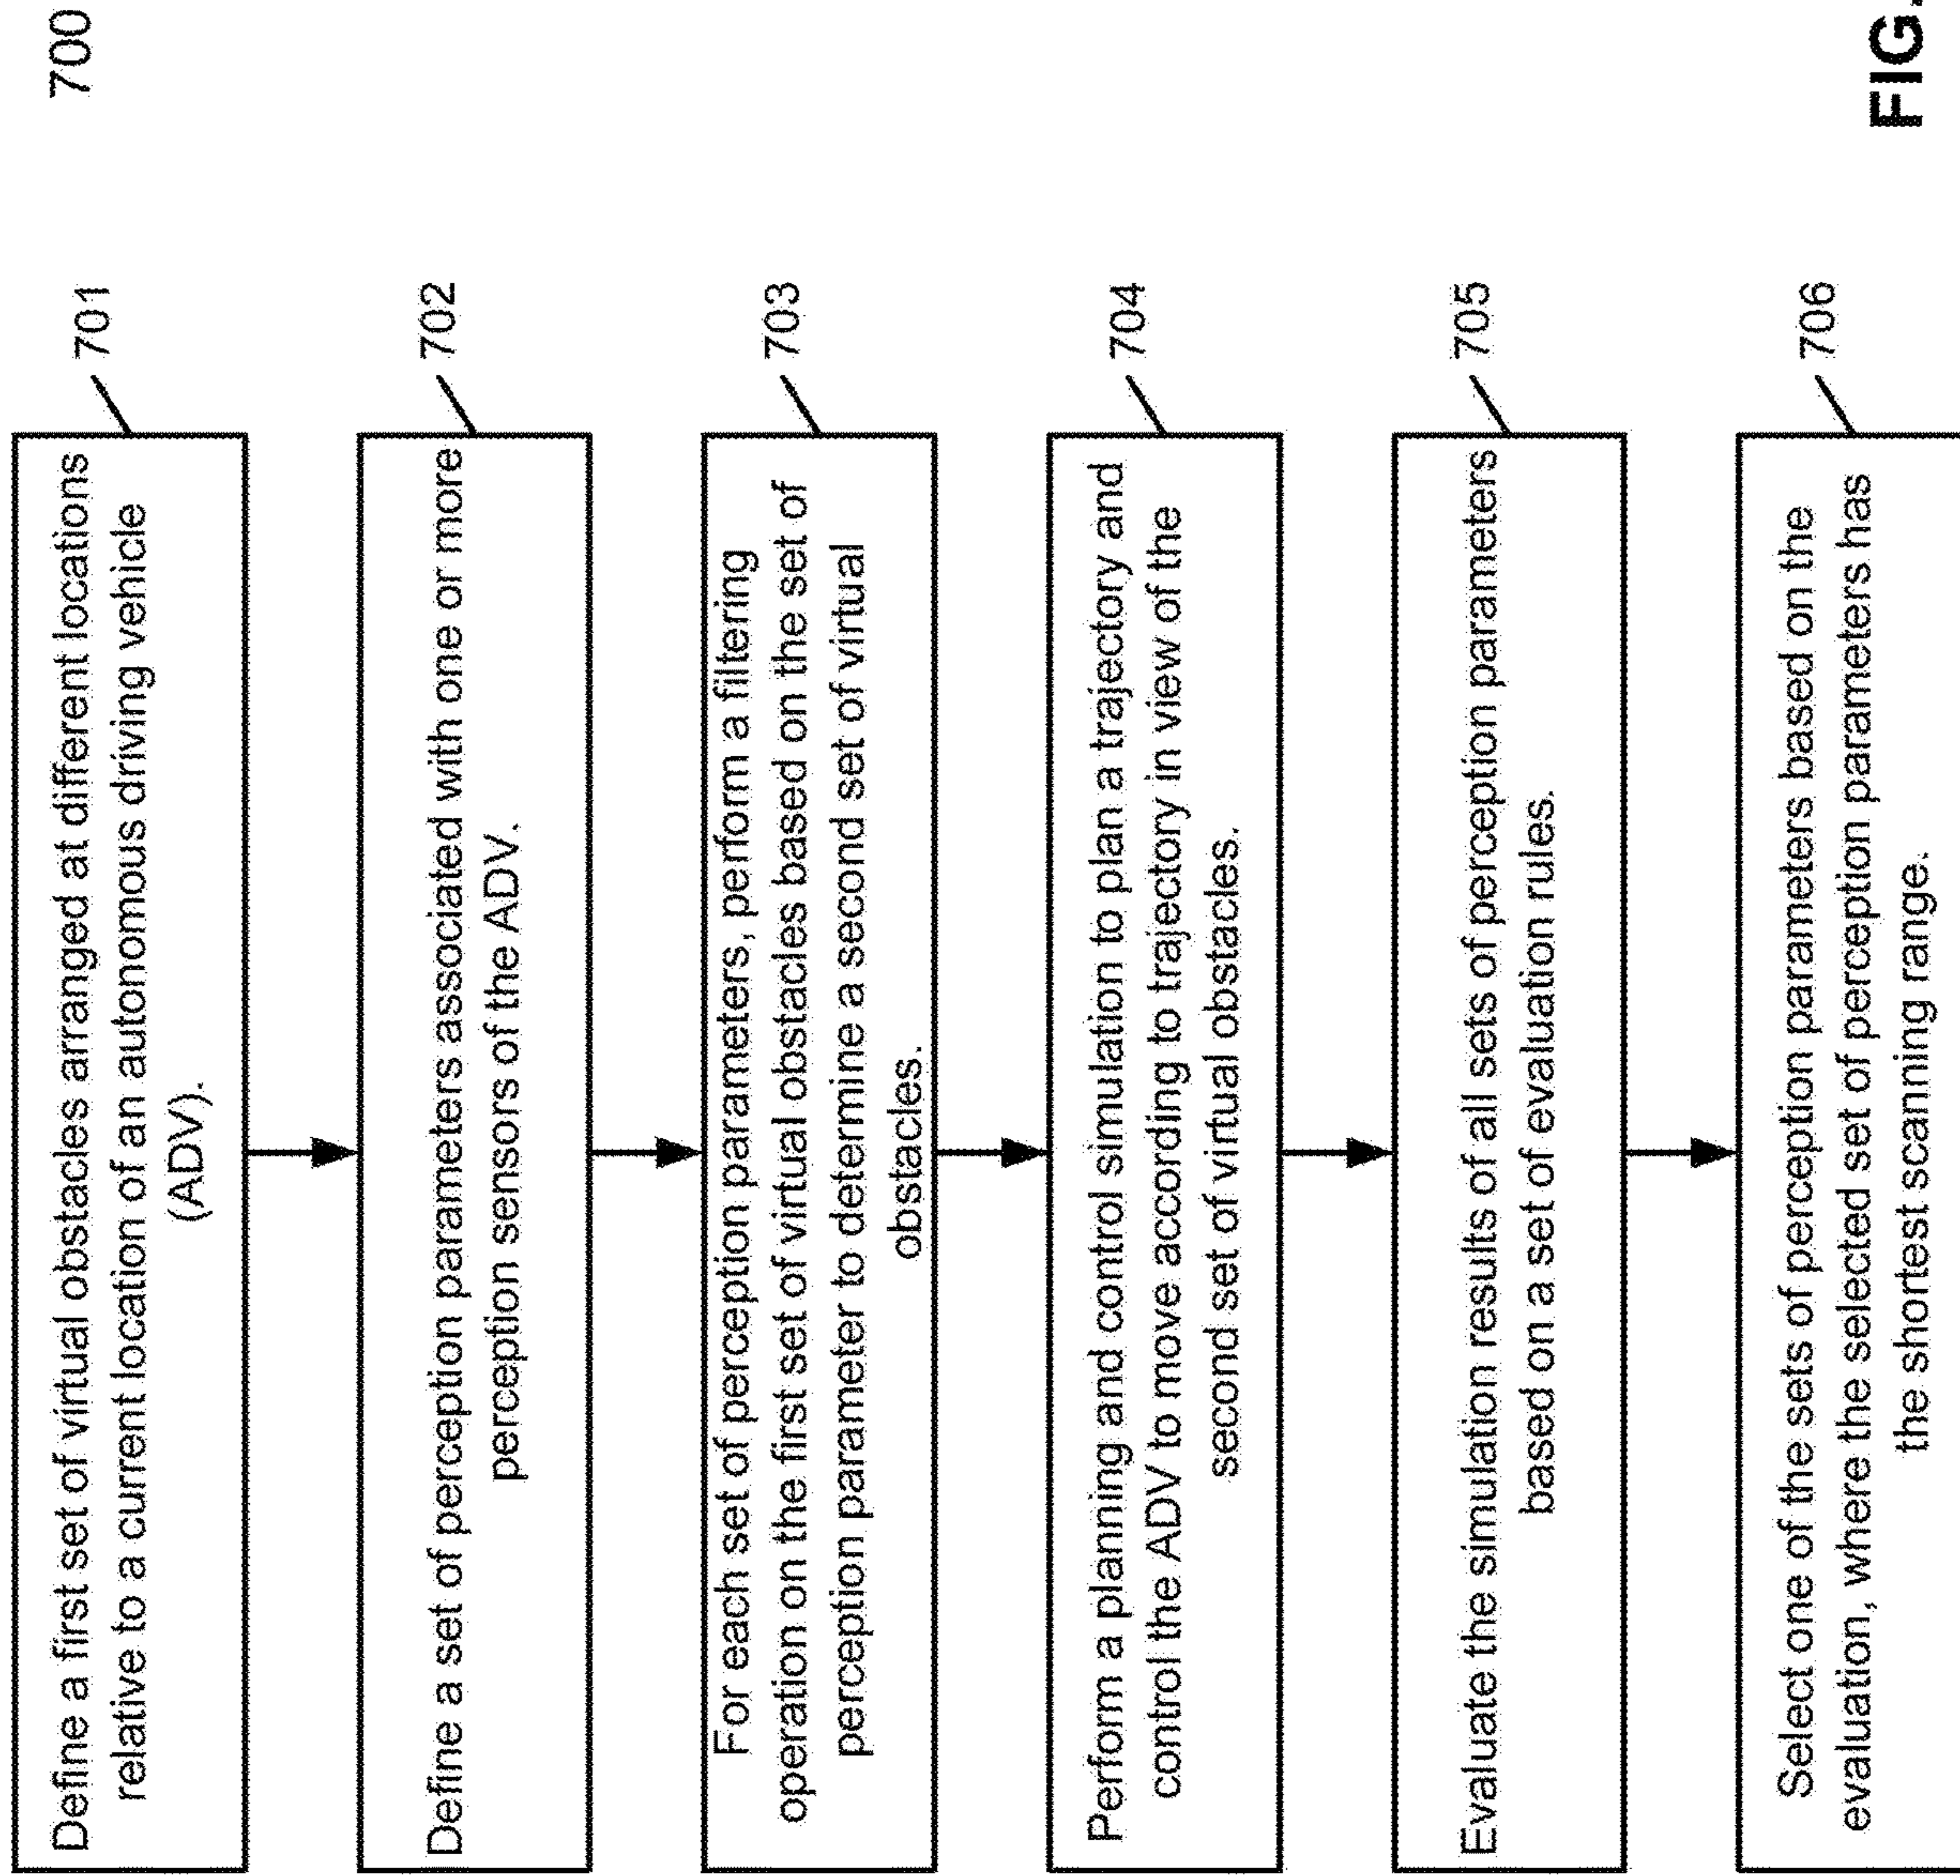 700
Define a first set of virtual obstacles arranged at different locations
relative to a current location of an autonomous driving vehicle
(ADV).
701
Define a set of perception parameters associated with one or more
perception sensors of the ADV.
702
For each set of perception parameters, perform a filtering
operation on the first set of virtual obstacles based on the set of
perception parameter to determine a second set of virtual
obstacles.
703
Perform a planning and control simulation to plan a trajectory and
control the ADV to move according to trajectory in view of the
second set of virtual obstacles.
704
Evaluate the simulation results of all sets of perception parameters
based on a set of evaluation rules.
705
Select one of the sets of perception parameters based on the
evaluation, where the selected set of perception parameters has
the shortest scanning range.
706
FIG.